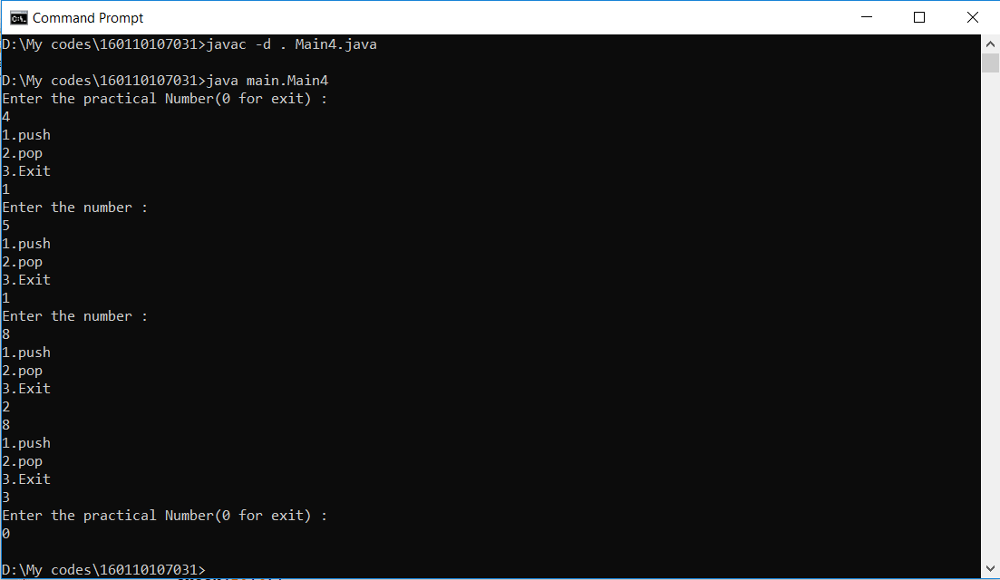 Command Prompt
D:\My codes\160110107031>javac -d . Main4.java
D:\My codes\160110107031>java main.Main4
Enter the practical Number(0 for exit) :
4
1.push
2.pop
3.Exit
1
Enter the number :
5
1.push
2.pop
3.Exit
1
Enter the number :
8
1.push
2.pop
3.Exit
2
8
1.push
2.pop
3.Exit
3
Enter the practical Number(0 for exit) :
0
D:\My codes\160110107031>